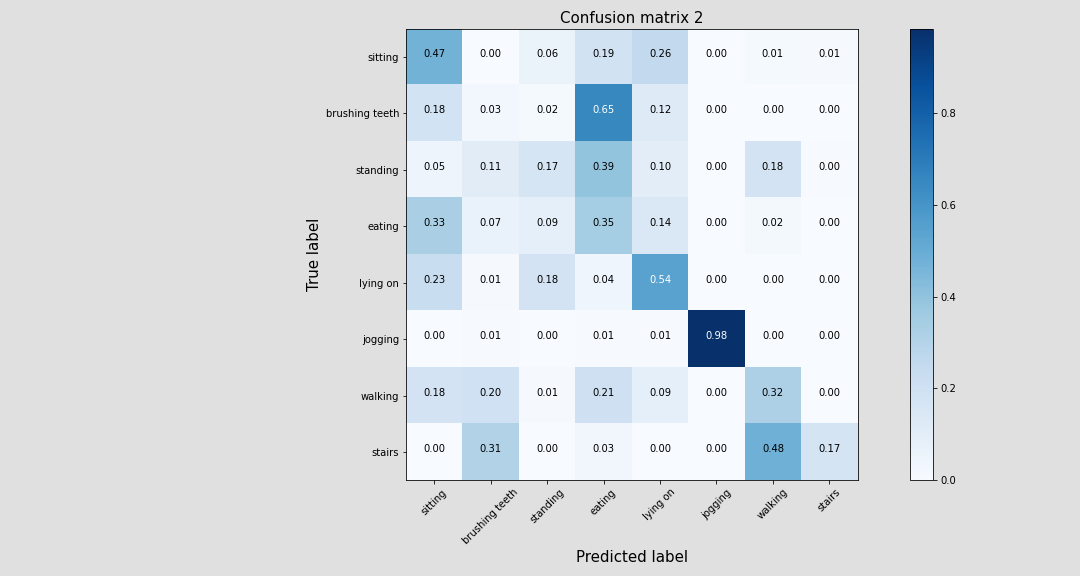 Confusion matrix 2
sitting 0.47 0.00 0.06 0.19 0.26 0.00 0.01 0.01
brushing teeth 0.18 0.03 0.02 0.65 0.12 0.00 0.00 0.00
standing 0.05 0.11 0.17 0.39 0.10 0.00 0.18 0.00
eating 0.33 0.07 0.09 0.35 0.14 0.00 0.02 0.00
lying on 0.23 0.01 0.18 0.04 0.54 0.00 0.00 0.00
jogging 0.00 0.01 0.00 0.01 0.01 0.98 0.00 0.00
walking 0.18 0.20 0.01 0.21 0.09 0.00 0.32 0.00
stairs 0.00 0.31 0.00 0.03 0.00 0.00 0.48 0.17
True label
sitting brushing teeth standing eating lying on jogging walking stairs
Predicted label
0.8
0.6
0.4
0.2
0.0